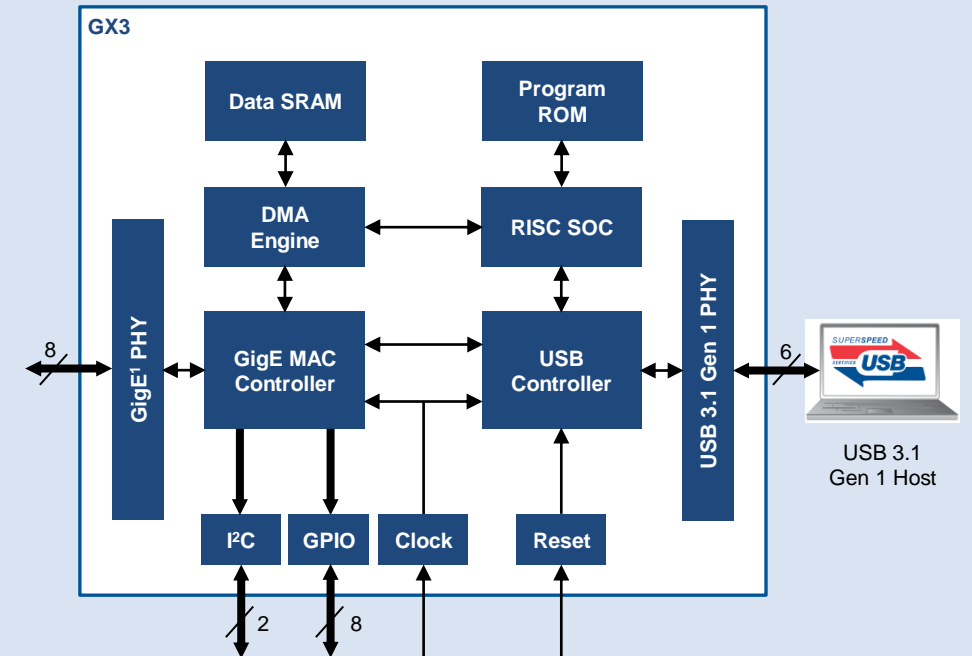 GX3
Data SRAM
Program
ROM
DMA
Engine
RISC SOC
GigE¹ PHY
GigE MAC
Controller
USB
Controller
USB 3.1 Gen 1 PHY
8
6
SUPERSPEED
CERTIFIED
USB
USB 3.1
Gen 1 Host
I²C
GPIO
Clock
Reset
2
8